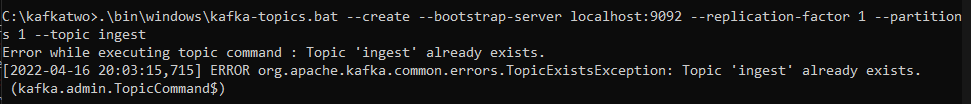 C:\kafkatwo>.\bin\windows\kafka-topics.bat --create --bootstrap-server localhost:9092 --replication-factor 1 --partition
s 1 --topic ingest
Error while executing topic command : Topic 'ingest' already exists.
[2022-04-16 20:03:15,715] ERROR org.apache.kafka.common.errors.TopicExistsException: Topic 'ingest' already exists.
 (kafka.admin.TopicCommand$)